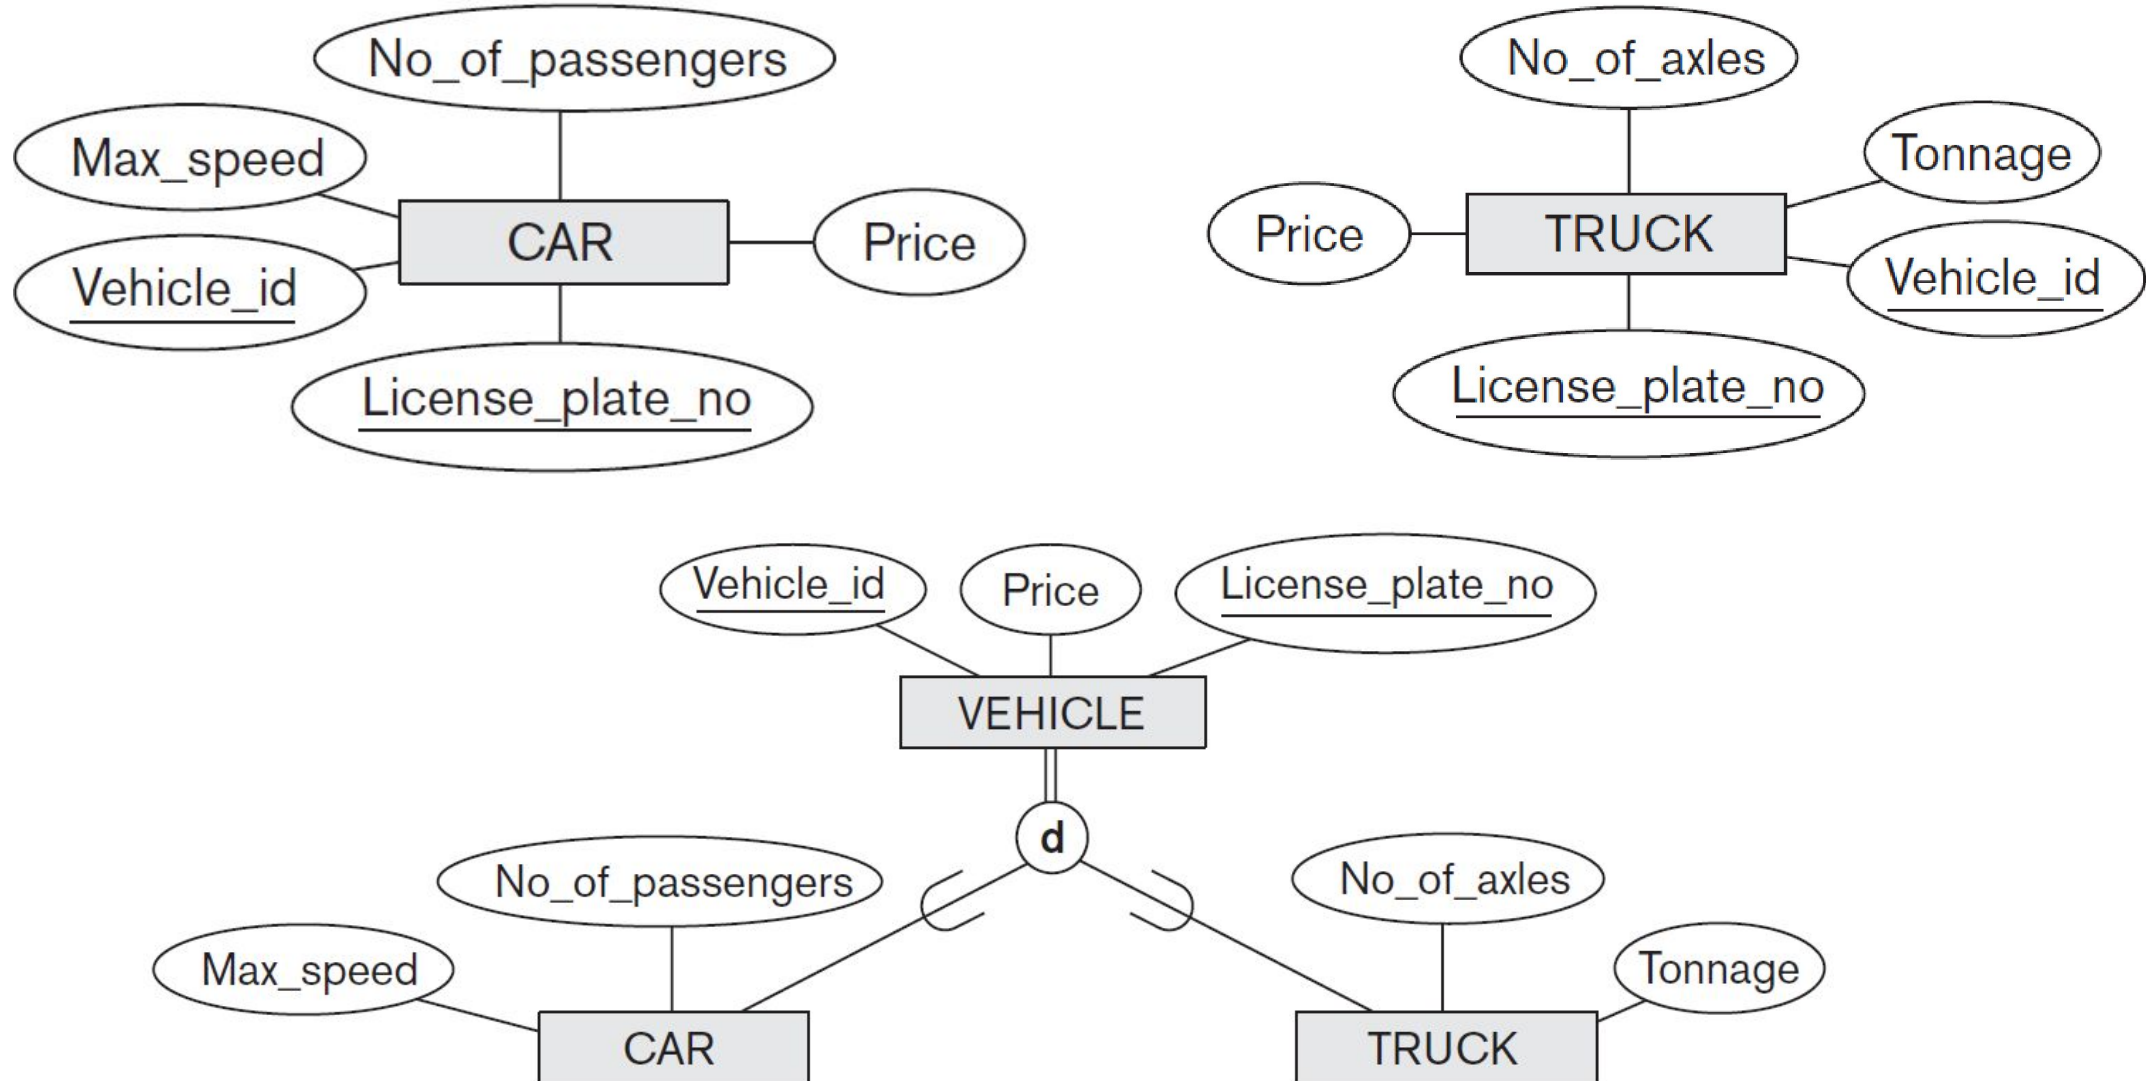 No_of_passengers
Max_speed
CAR
Price
Vehicle_id
License_plate_no
No_of_axles
Tonnage
Price
TRUCK
Vehicle_id
License_plate_no
Vehicle_id
Price
License_plate_no
VEHICLE
d
No_of_passengers
Max_speed
CAR
No_of_axles
Tonnage
TRUCK